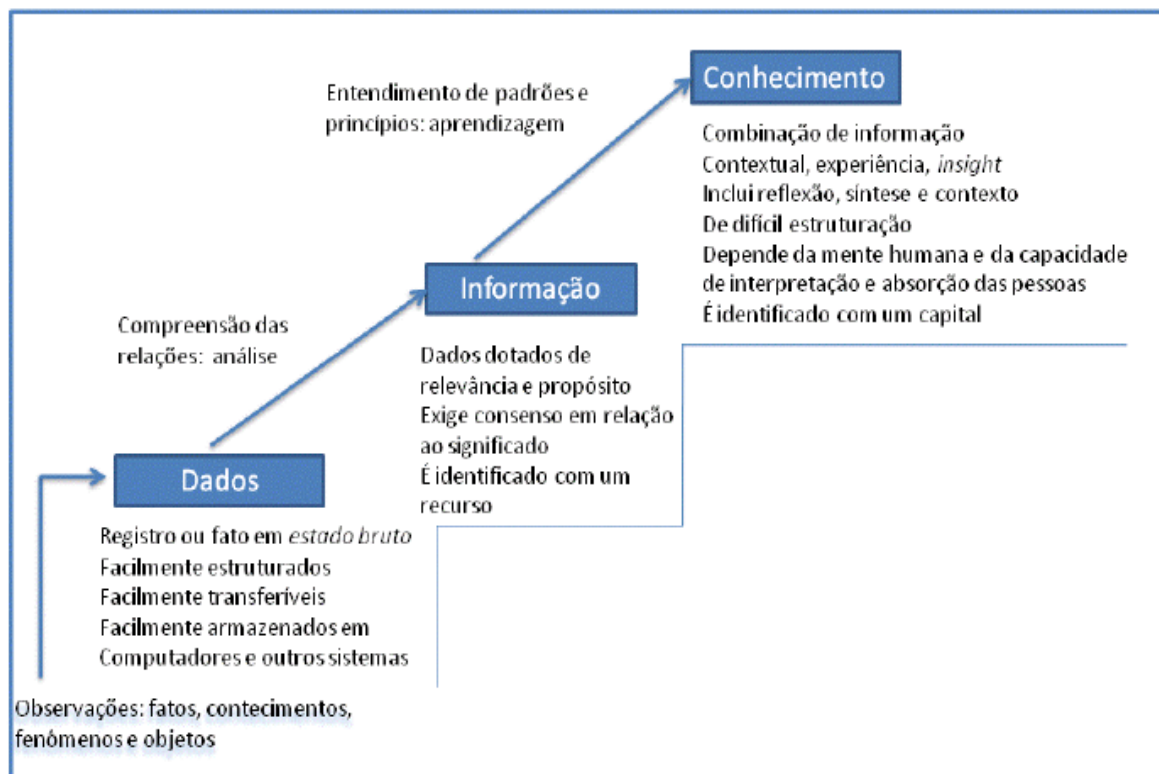 Conhecimento
Entendimento de padrões e
princípios: aprendizagem
Combinação de informação
Contextual, experiência, insight
Inclui reflexão, síntese e contexto
De difícil estruturação
Depende da mente humana e da capacidade
de interpretação e absorção das pessoas
É identificado com um capital
Informação
Compreensão das
relações: análise
Dados dotados de
relevância e propósito
Exige consenso em relação
ao significado
É identificado com um
recurso
Dados
Registro ou fato em estado bruto
Facilmente estruturados
Facilmente transferíveis
Facilmente armazenados em
Computadores e outros sistemas
Observações: fatos, contecimentos,
fenômenos e objetos